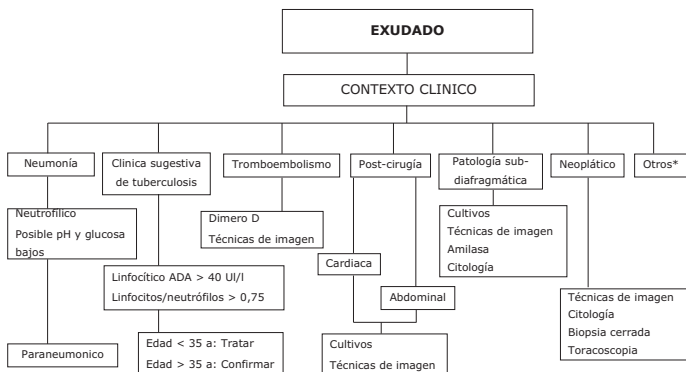 EXUDADO
CONTEXTO CLINICO
Neumonía
Clinica sugestiva
de tuberculosis
Tromboembolismo
Post-cirugía
Patología sub-
diafragmática
Neoplático
Otros*
Neutrofílico
Posible pH y glucosa
bajos
Dimero D
Técnicas de imagen
Cultivos
Técnicas de imagen
Amilasa
Citología
Cardiaca
Linfocítico ADA > 40 UI/l
Linfocitos/neutrófilos > 0,75
Abdominal
Técnicas de imagen
Citología
Biopsia cerrada
Toracoscopia
Paraneumonico
Edad < 35 a: Tratar
Edad > 35 a: Confirmar
Cultivos
Técnicas de imagen